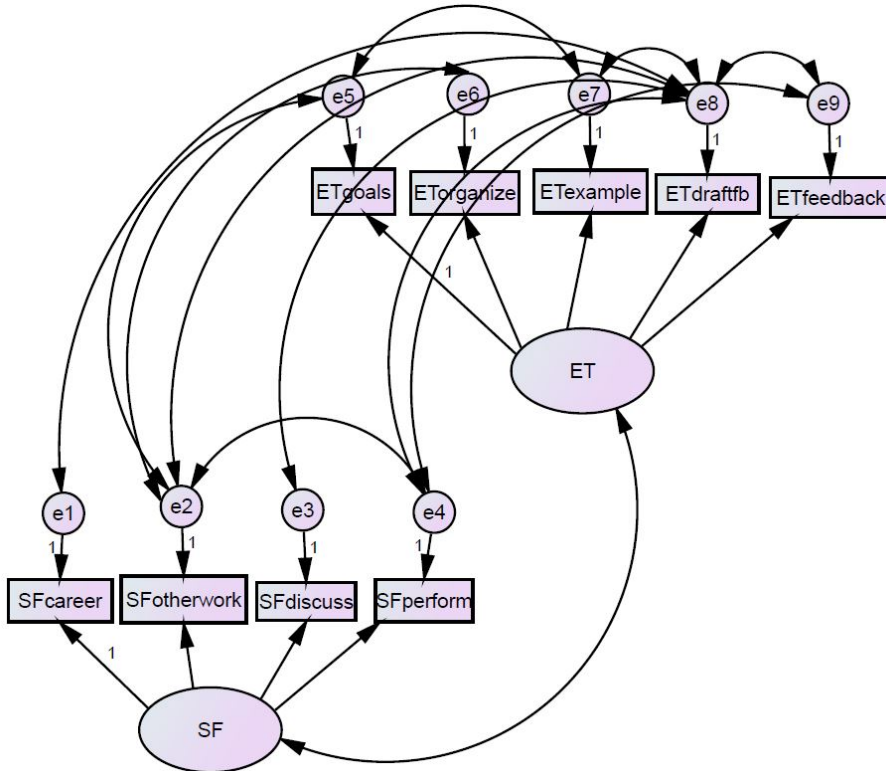 e5
e6
e7
e8
e9
1
1
1
1
1
ETgoals
ETorganize
ETexample
ETdraftfb
ETfeedback
1
ET
e1
e2
e3
e4
1
1
1
1
SFcareer
SFotherwork
SFdiscuss
SFperform
1
SF